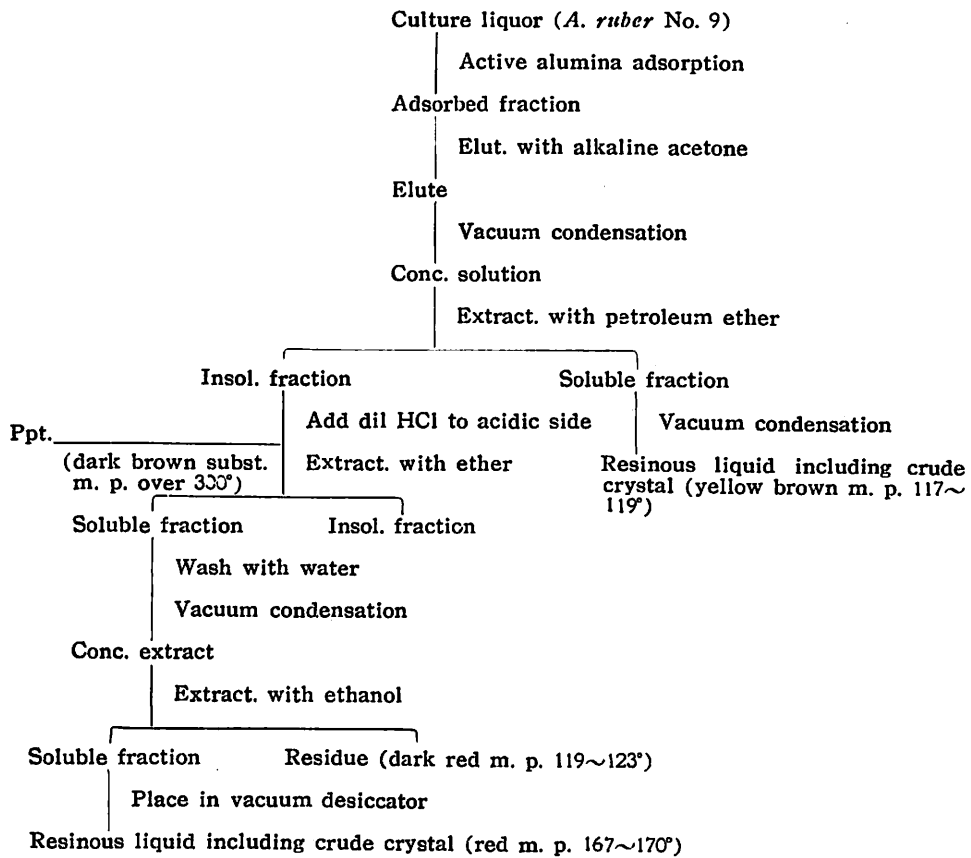 Culture liquor (A. ruber No. 9)
Active alumina adsorption
Adsorbed fraction
Elut. with alkaline acetone
Elute
Vacuum condensation
Conc. solution
Extract. with petroleum ether
Insol. fraction
Soluble fraction
Add dil HCl to acidic side
Vacuum condensation
Ppt.
(dark brown subst.
m. p. over 300°)
Extract. with ether
Resinous liquid including crude
crystal (yellow brown m. p. 117~
119°)
Soluble fraction
Insol. fraction
Wash with water
Vacuum condensation
Conc. extract
Extract. with ethanol
Soluble fraction
Residue (dark red m. p. 119~123°)
Place in vacuum desiccator
Resinous liquid including crude crystal (red m. p. 167~170°)